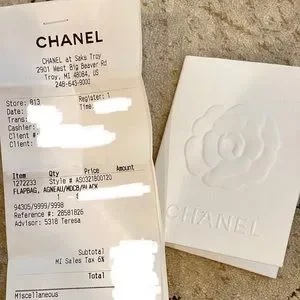 CHANEL
CHANEL at Saks Troy
2901 West Big Beaver Rd
Troy, MI 48084, US
248-643-9000
Store: 813 Register: 1
Date: Time:
Trans:
Cashier:
Client #:
Client:
Item Qty Price Amount
1272233 Style #
FLAPBAG, AGNEAU/MDCB/BLACK
1
94305/9999/9998
Reference #: 28581826
Advisor: 5318 Teresa
Subtotal
MI Sales Tax 6%
Total
Miscellaneous
CHANEL